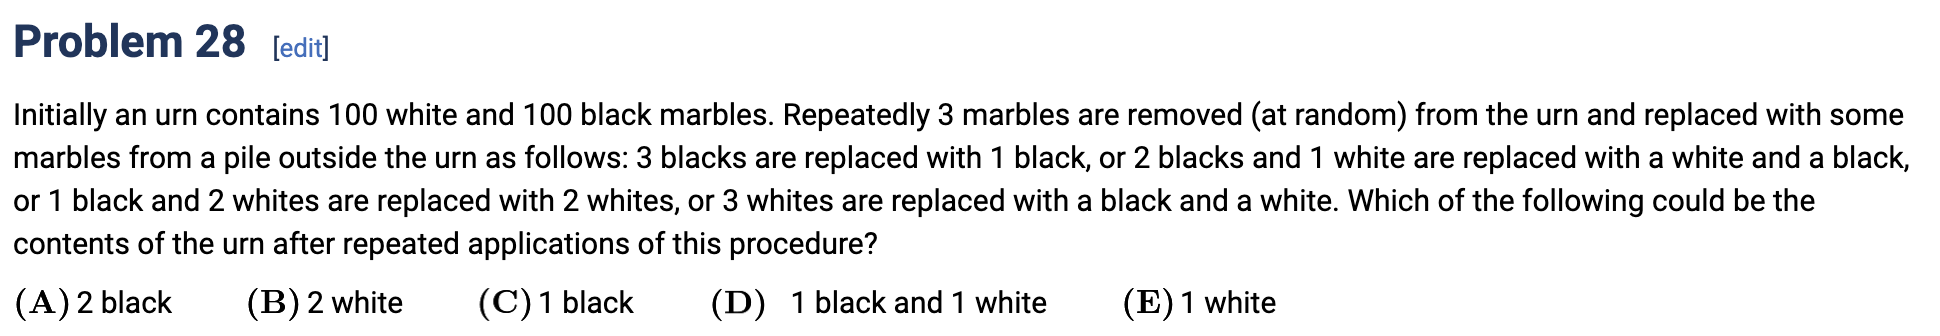 Problem 28 [edit]
Initially an urn contains 100 white and 100 black marbles. Repeatedly 3 marbles are removed (at random) from the urn and replaced with some
marbles from a pile outside the urn as follows: 3 blacks are replaced with 1 black, or 2 blacks and 1 white are replaced with a white and a black,
or 1 black and 2 whites are replaced with 2 whites, or 3 whites are replaced with a black and a white. Which of the following could be the
contents of the urn after repeated applications of this procedure?
(A) 2 black (B) 2 white (C) 1 black (D) 1 black and 1 white (E) 1 white